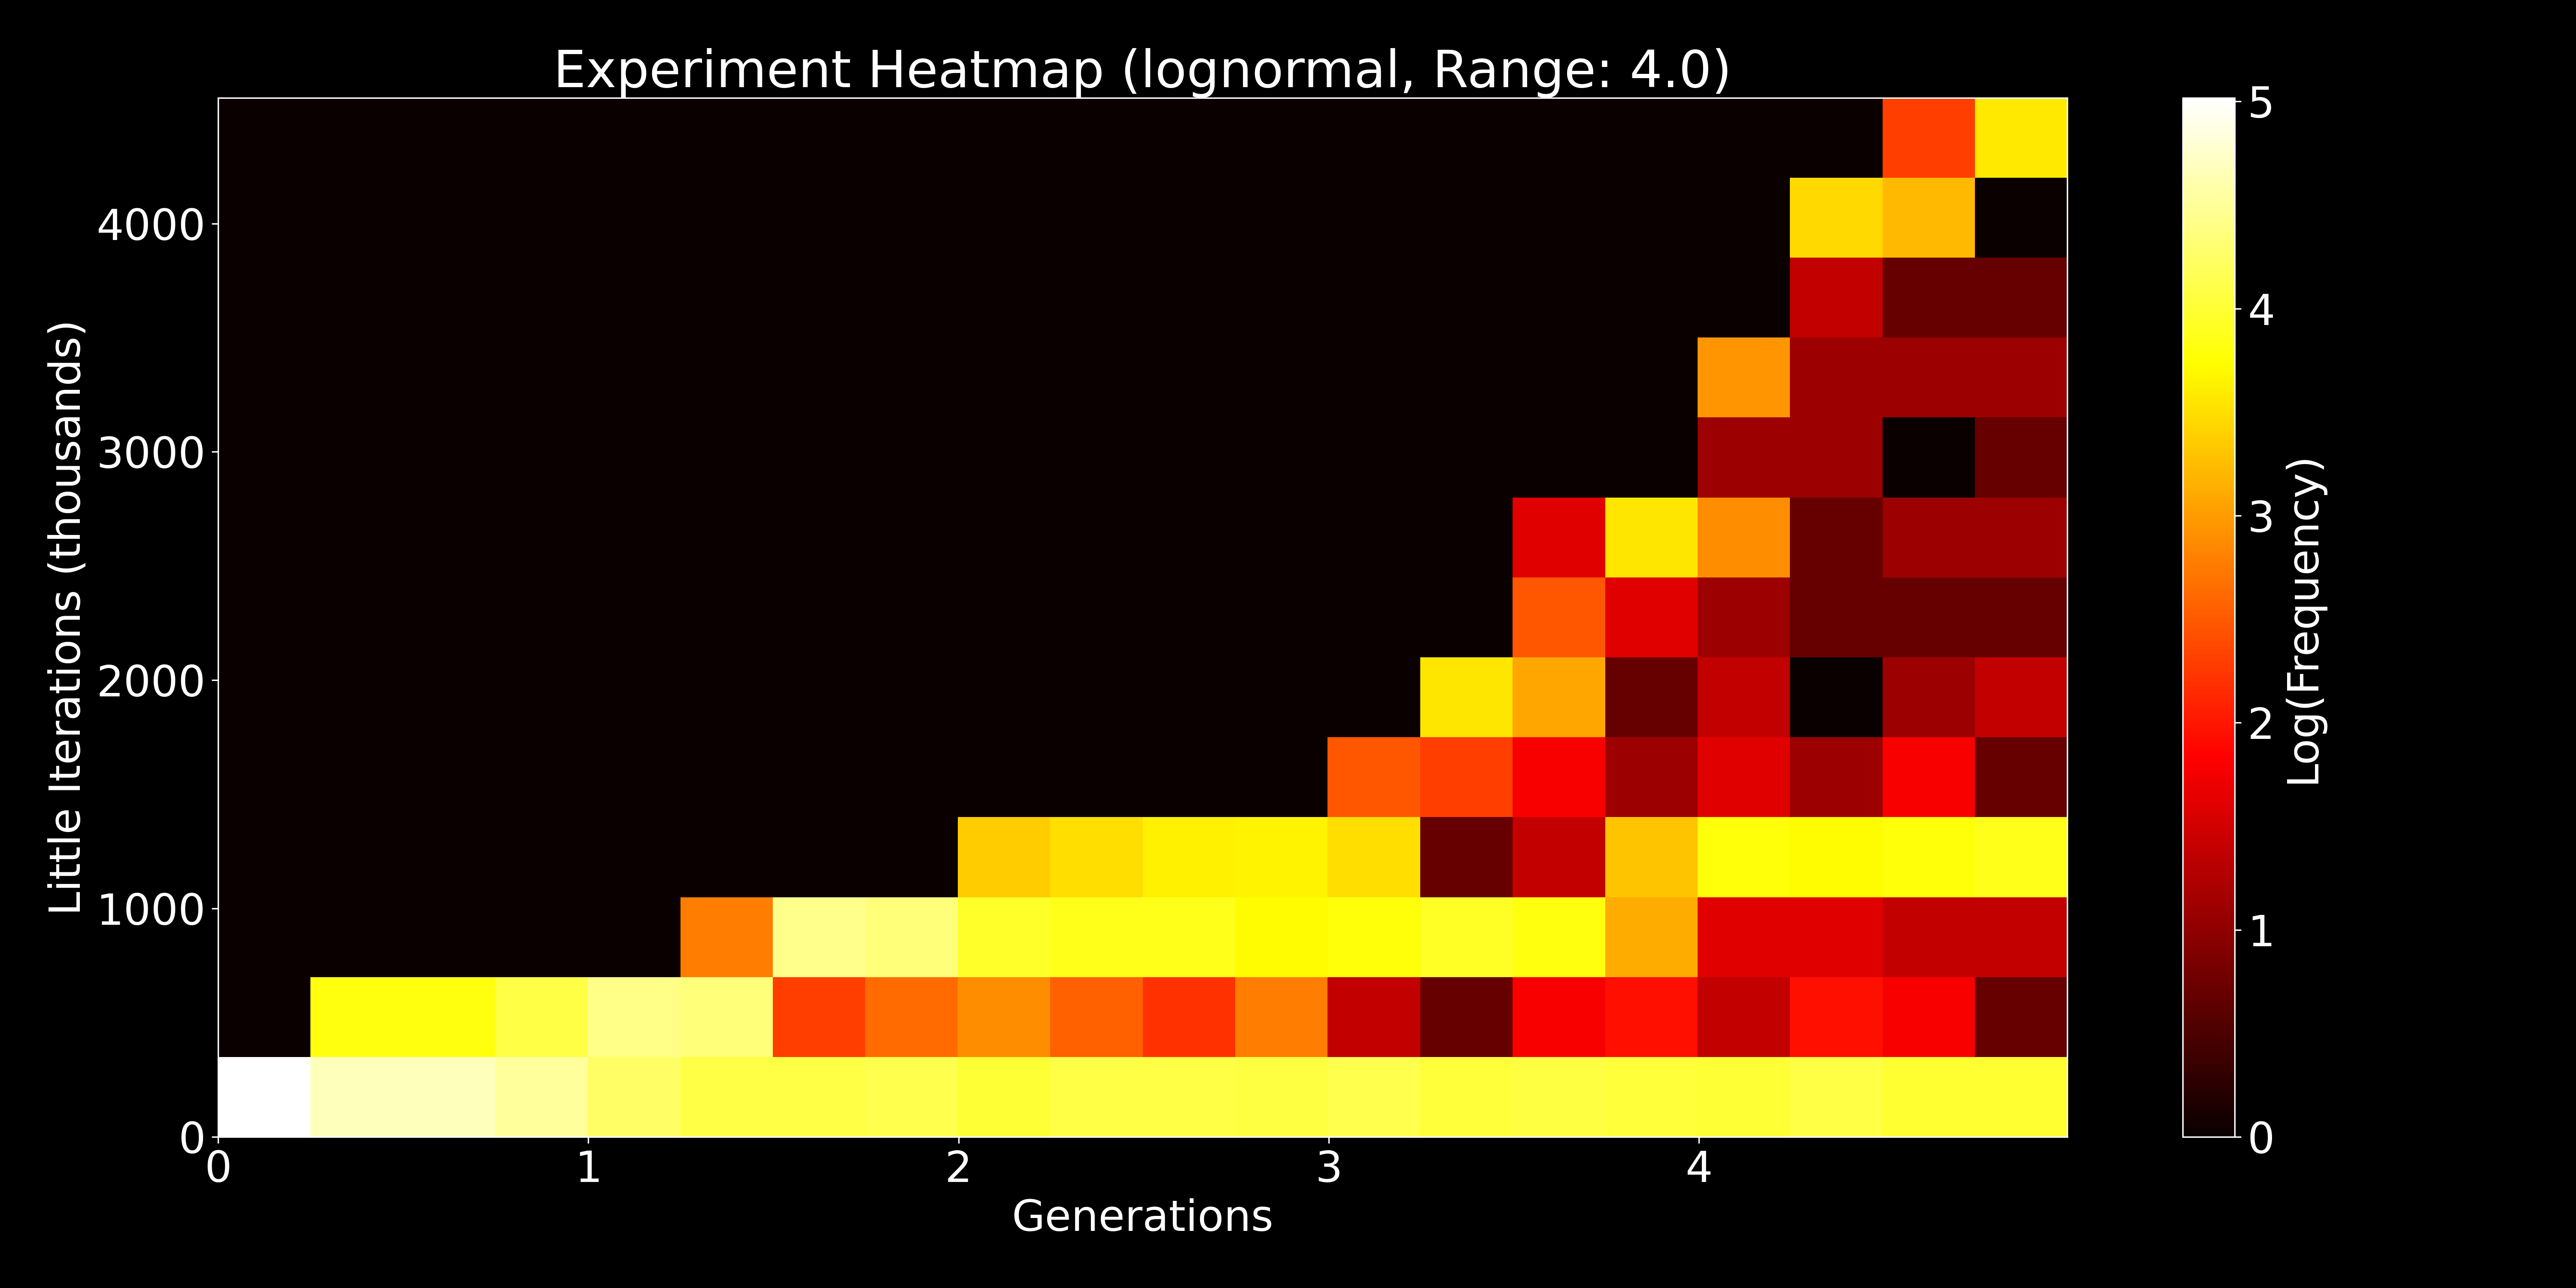 Experiment Heatmap (lognormal, Range: 4.0)
Little Iterations (thousands)
4000
3000
2000
1000
0
0 1 2 3 4
Generations
5
4
3
2
1
0
Log(Frequency)